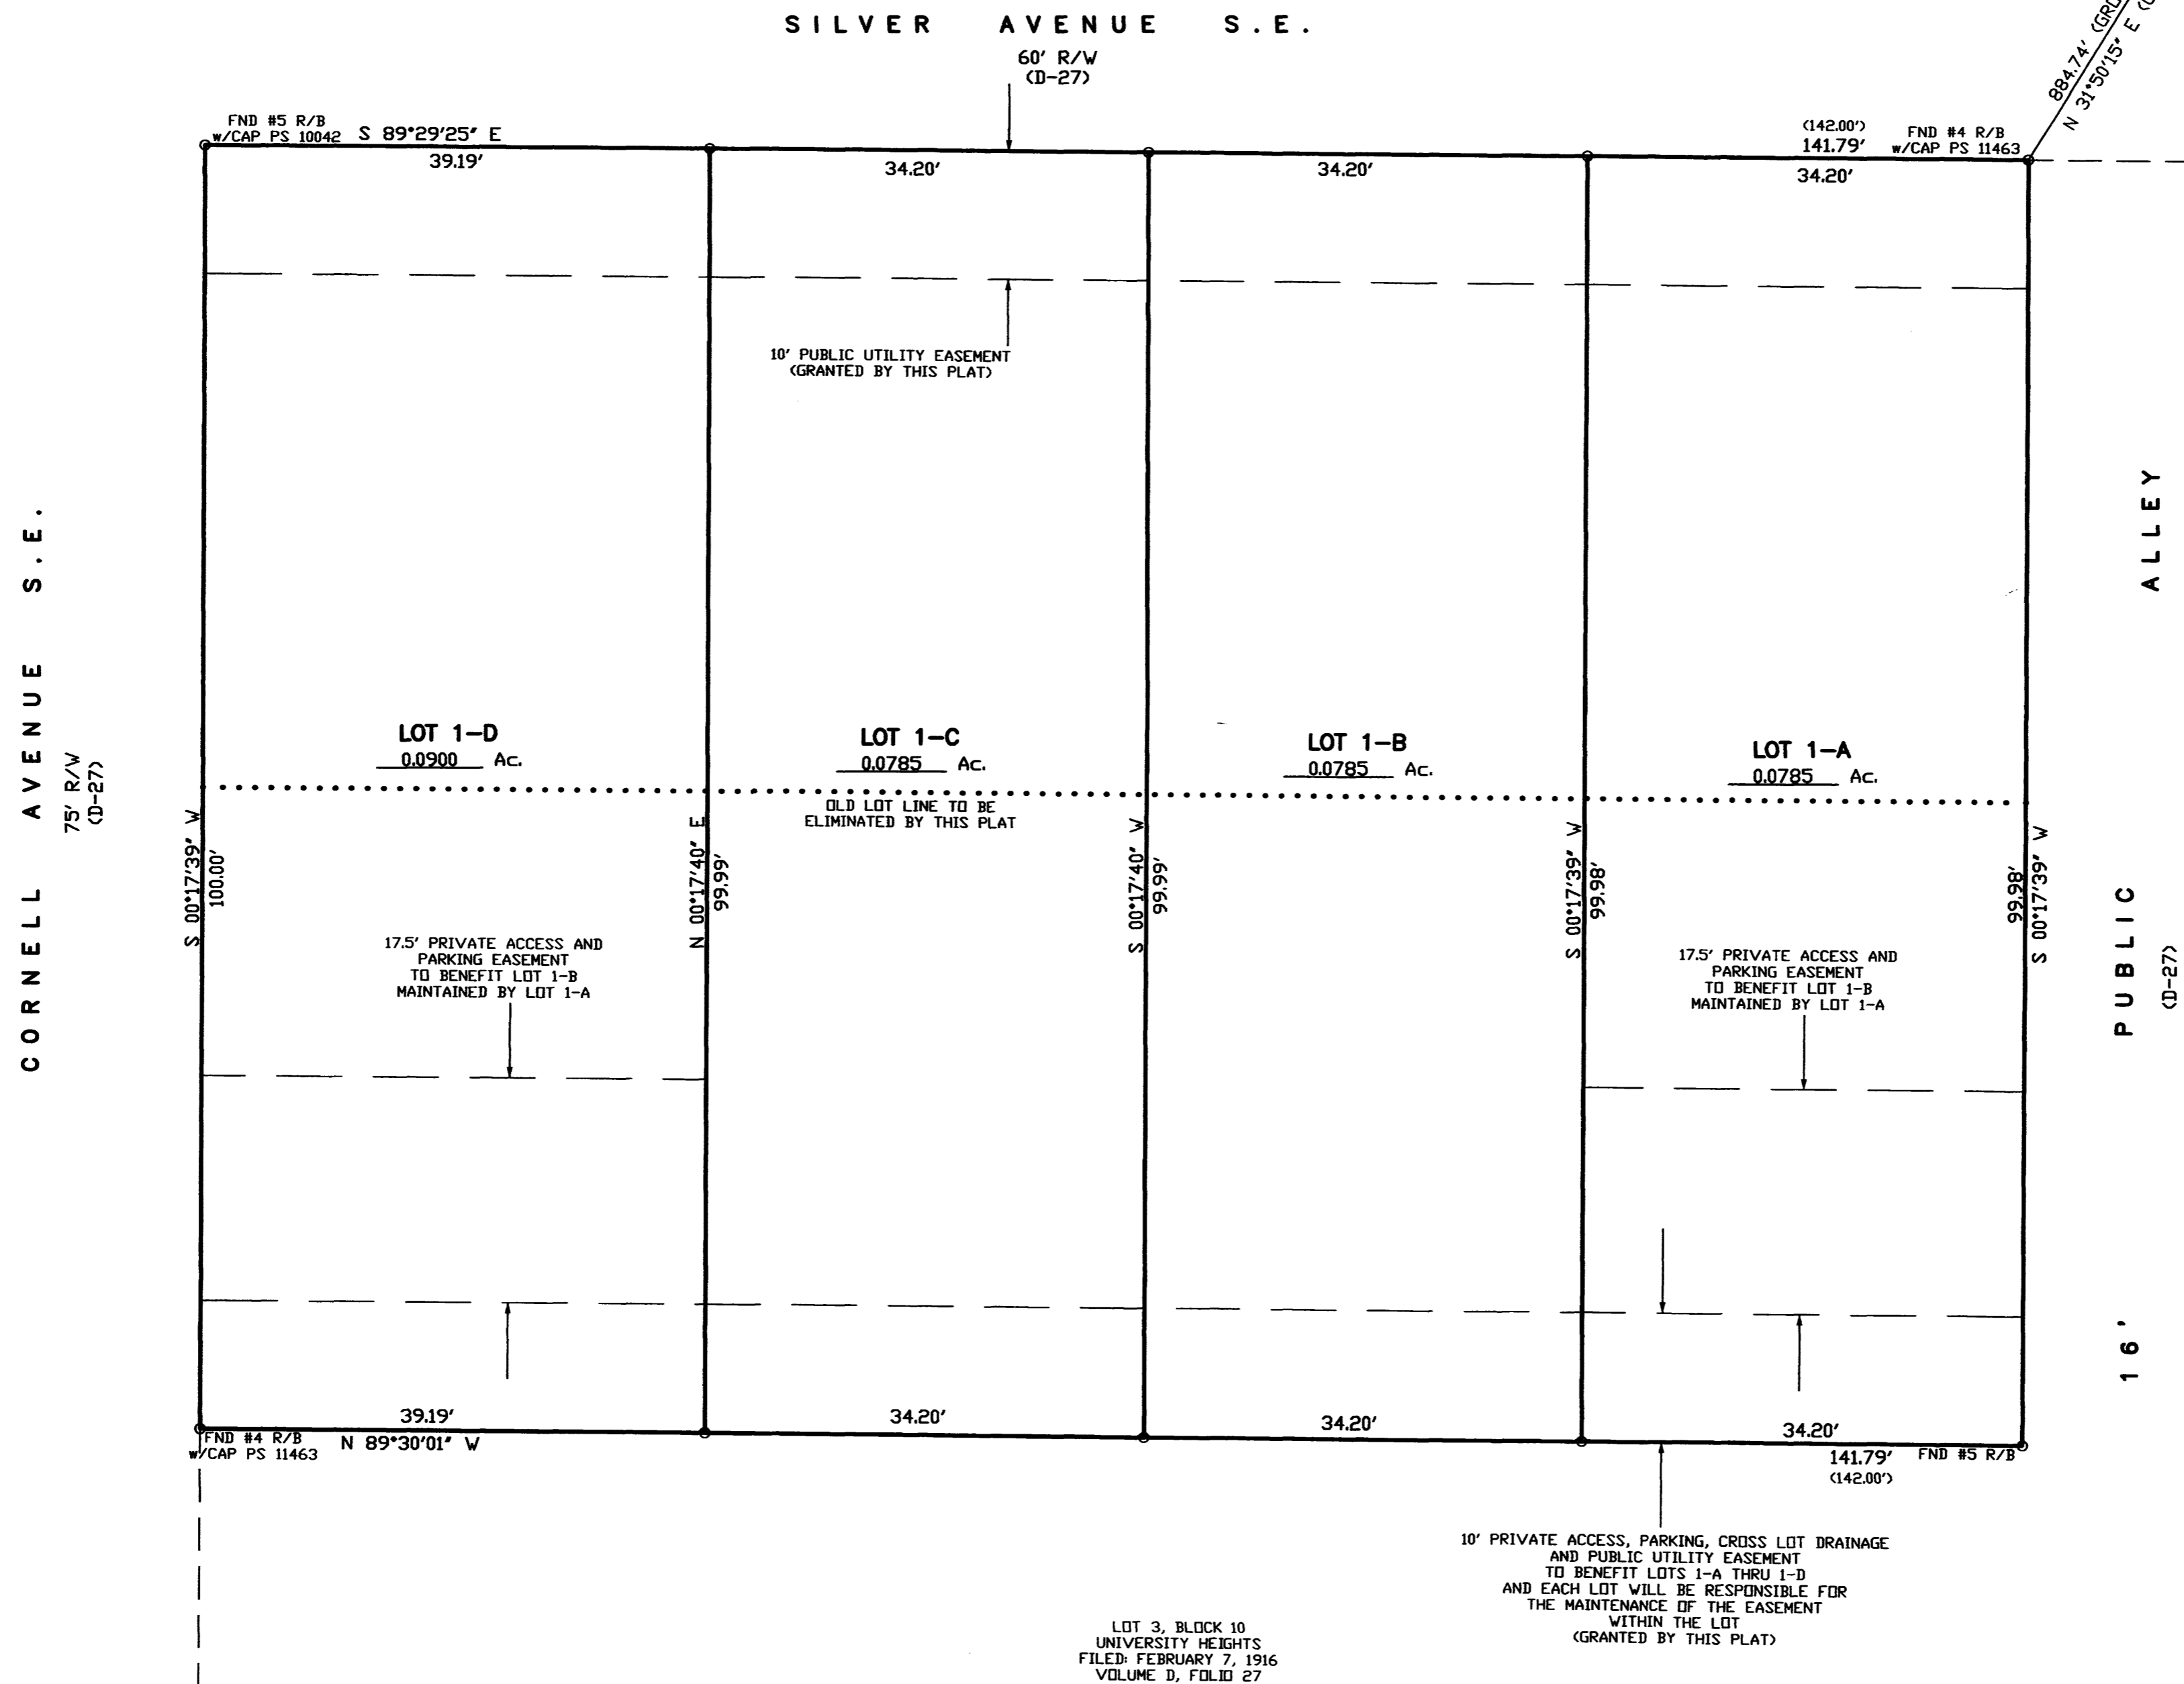 SILVER AVENUE S.E.
60' R/W
(D-27)
884.74' (GRD
N 31°50'15" E
FND #5 R/B
w/CAP PS 10042
S 89°29'25" E
39.19'
34.20'
34.20'
(142.00')
141.79'
34.20'
FND #4 R/B
w/CAP PS 11463
10' PUBLIC UTILITY EASEMENT
(GRANTED BY THIS PLAT)
CORNELL AVENUE S.E.
75' R/W
(D-27)
LOT 1-D
0.0900 Ac.
LOT 1-C
0.0785 Ac.
LOT 1-B
0.0785 Ac.
LOT 1-A
0.0785 Ac.
OLD LOT LINE TO BE
ELIMINATED BY THIS PLAT
S 00°17'39" W
100.00'
N 00°17'40" E
99.99'
S 00°17'40" W
99.99'
S 00°17'39" W
99.98'
99.98'
S 00°17'39" W
16' PUBLIC ALLEY
(D-27)
17.5' PRIVATE ACCESS AND
PARKING EASEMENT
TO BENEFIT LOT 1-B
MAINTAINED BY LOT 1-A
17.5' PRIVATE ACCESS AND
PARKING EASEMENT
TO BENEFIT LOT 1-B
MAINTAINED BY LOT 1-A
39.19'
34.20'
34.20'
34.20'
FND #4 R/B
w/CAP PS 11463
N 89°30'01" W
141.79'
(142.00')
FND #5 R/B
10' PRIVATE ACCESS, PARKING, CROSS LOT DRAINAGE
AND PUBLIC UTILITY EASEMENT
TO BENEFIT LOTS 1-A THRU 1-D
AND EACH LOT WILL BE RESPONSIBLE FOR
THE MAINTENANCE OF THE EASEMENT
WITHIN THE LOT
(GRANTED BY THIS PLAT)
LOT 3, BLOCK 10
UNIVERSITY HEIGHTS
FILED: FEBRUARY 7, 1916
VOLUME D, FOLIO 27